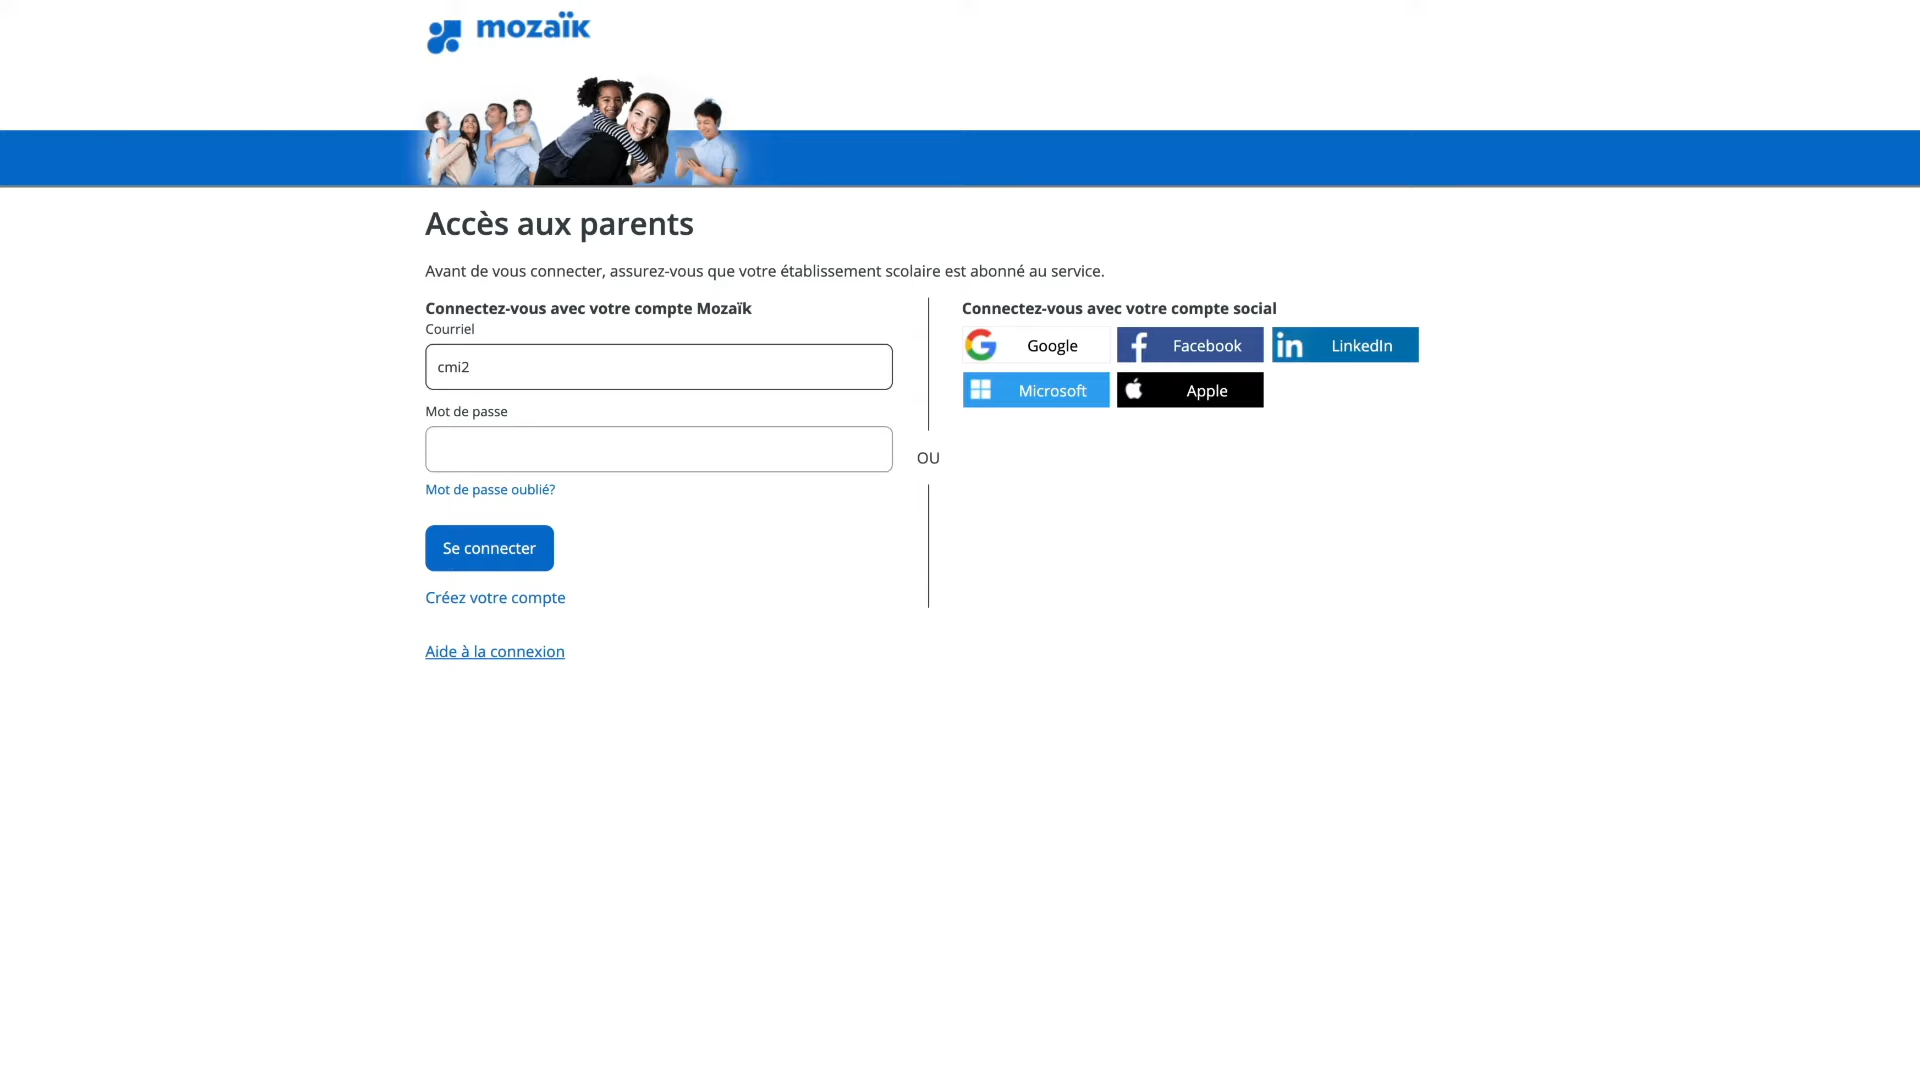 mozaïk
Accès aux parents
Avant de vous connecter, assurez-vous que votre établissement scolaire est abonné au service.
Connectez-vous avec votre compte Mozaïk
Courriel
cmi2
Mot de passe
Mot de passe oublié?
Se connecter
Créez votre compte
Aide à la connexion
OU
Connectez-vous avec votre compte social
Google
Facebook
LinkedIn
Microsoft
Apple